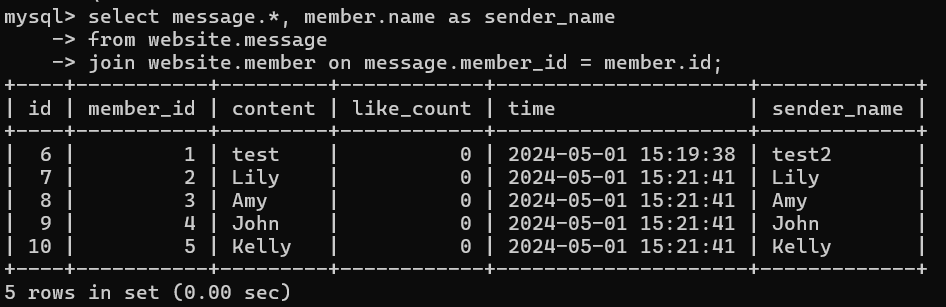 mysql> select message.*, member.name as sender_name
    -> from website.message
    -> join website.member on message.member_id = member.id;
+----+-----------+---------+------------+---------------------+-------------+
| id | member_id | content | like_count | time                | sender_name |
+----+-----------+---------+------------+---------------------+-------------+
|  6 |         1 | test    |          0 | 2024-05-01 15:19:38 | test2       |
|  7 |         2 | Lily    |          0 | 2024-05-01 15:21:41 | Lily        |
|  8 |         3 | Amy     |          0 | 2024-05-01 15:21:41 | Amy         |
|  9 |         4 | John    |          0 | 2024-05-01 15:21:41 | John        |
| 10 |         5 | Kelly   |          0 | 2024-05-01 15:21:41 | Kelly       |
+----+-----------+---------+------------+---------------------+-------------+
5 rows in set (0.00 sec)